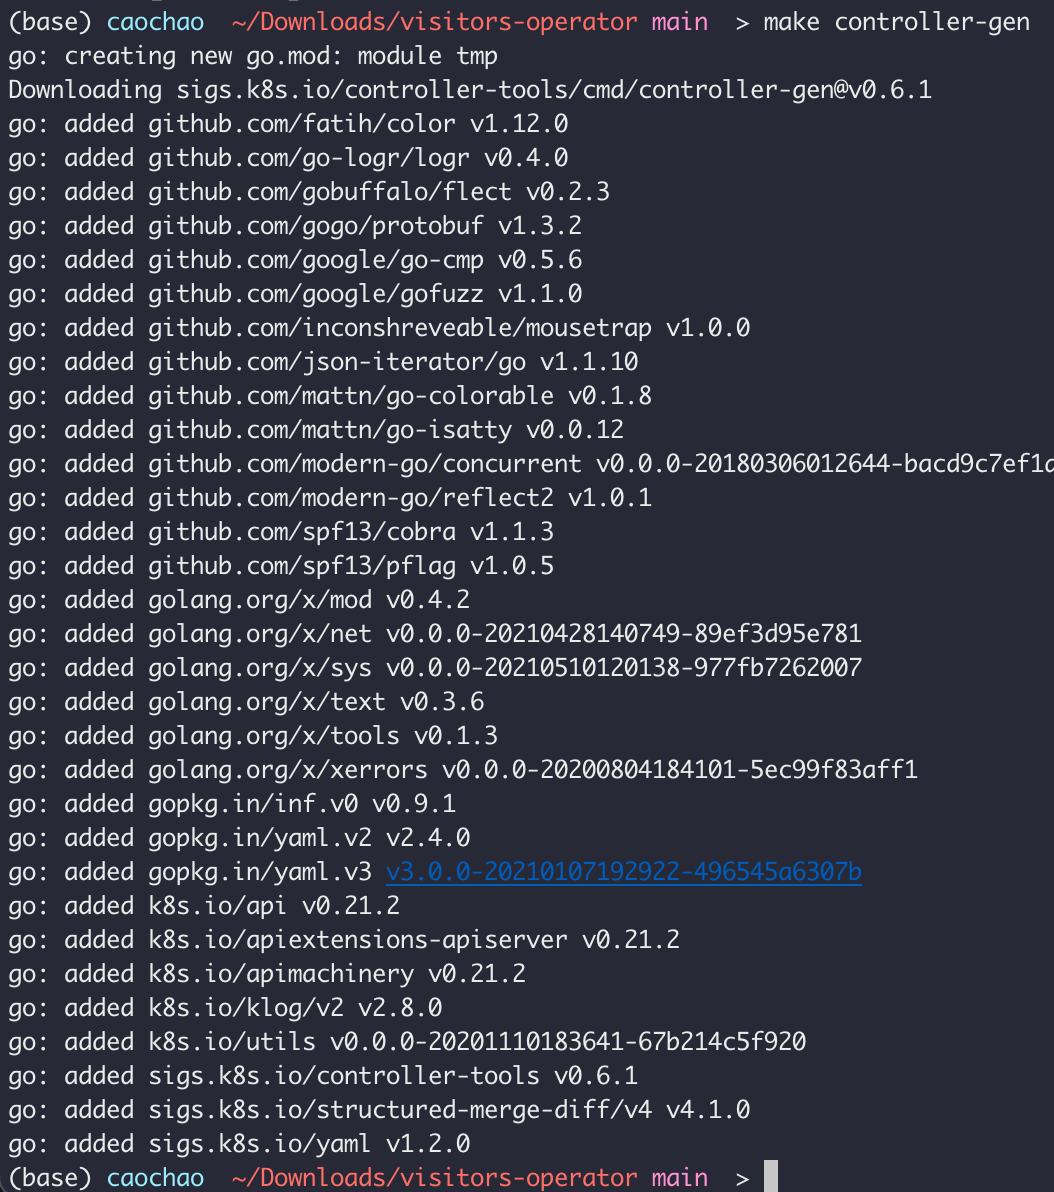 (base) caochao ~/Downloads/visitors-operator main > make controller-gen
go: creating new go.mod: module tmp
Downloading sigs.k8s.io/controller-tools/cmd/controller-gen@v0.6.1
go: added github.com/fatih/color v1.12.0
go: added github.com/go-logr/logr v0.4.0
go: added github.com/gobuffalo/flect v0.2.3
go: added github.com/gogo/protobuf v1.3.2
go: added github.com/google/go-cmp v0.5.6
go: added github.com/google/gofuzz v1.1.0
go: added github.com/inconshreveable/mousetrap v1.0.0
go: added github.com/json-iterator/go v1.1.10
go: added github.com/mattn/go-colorable v0.1.8
go: added github.com/mattn/go-isatty v0.0.12
go: added github.com/modern-go/concurrent v0.0.0-20180306012644-bacd9c7ef1
go: added github.com/modern-go/reflect2 v1.0.1
go: added github.com/spf13/cobra v1.1.3
go: added github.com/spf13/pflag v1.0.5
go: added golang.org/x/mod v0.4.2
go: added golang.org/x/net v0.0.0-20210428140749-89ef3d95e781
go: added golang.org/x/sys v0.0.0-20210510120138-977fb7262007
go: added golang.org/x/text v0.3.6
go: added golang.org/x/tools v0.1.3
go: added golang.org/x/xerrors v0.0.0-20200804184101-5ec99f83aff1
go: added gopkg.in/inf.v0 v0.9.1
go: added gopkg.in/yaml.v2 v2.4.0
go: added gopkg.in/yaml.v3 v3.0.0-20210107192922-496545a6307b
go: added k8s.io/api v0.21.2
go: added k8s.io/apiextensions-apiserver v0.21.2
go: added k8s.io/apimachinery v0.21.2
go: added k8s.io/klog/v2 v2.8.0
go: added k8s.io/utils v0.0.0-20201110183641-67b214c5f920
go: added sigs.k8s.io/controller-tools v0.6.1
go: added sigs.k8s.io/structured-merge-diff/v4 v4.1.0
go: added sigs.k8s.io/yaml v1.2.0
(base) caochao ~/Downloads/visitors-operator main >